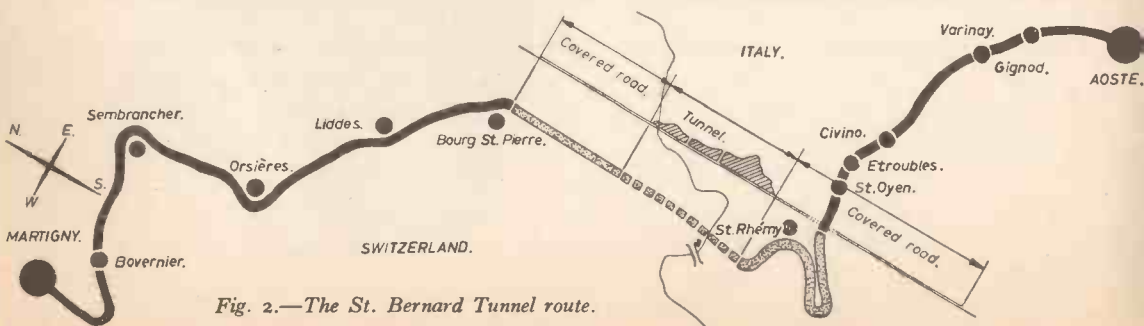 Varinay.
Gignod.
AOSTE.
ITALY.
Covered road.
Tunnel.
Sembrancher.
Liddes.
Bourg St. Pierre.
Civino.
Etroubles.
St. Oyen.
N.
E.
S.
W
Orsières.
St. Rhémy
Covered road.
MARTIGNY.
SWITZERLAND.
Bovernier.
Fig. 2.—The St. Bernard Tunnel route.